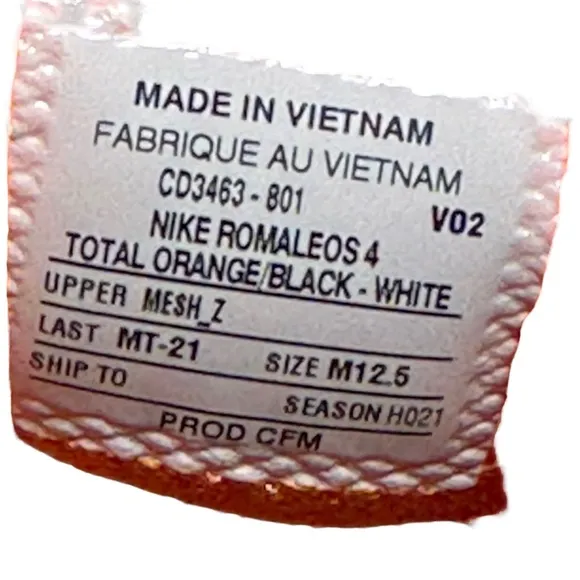 MADE IN VIETNAM
FABRIQUE AU VIETNAM
CD3463-801 V02
NIKE ROMALEOS 4
TOTAL ORANGE/BLACK-WHITE
UPPER MESH_Z
LAST MT-21 SIZE M12.5
SHIP TO SEASON HO21
PROD CFM